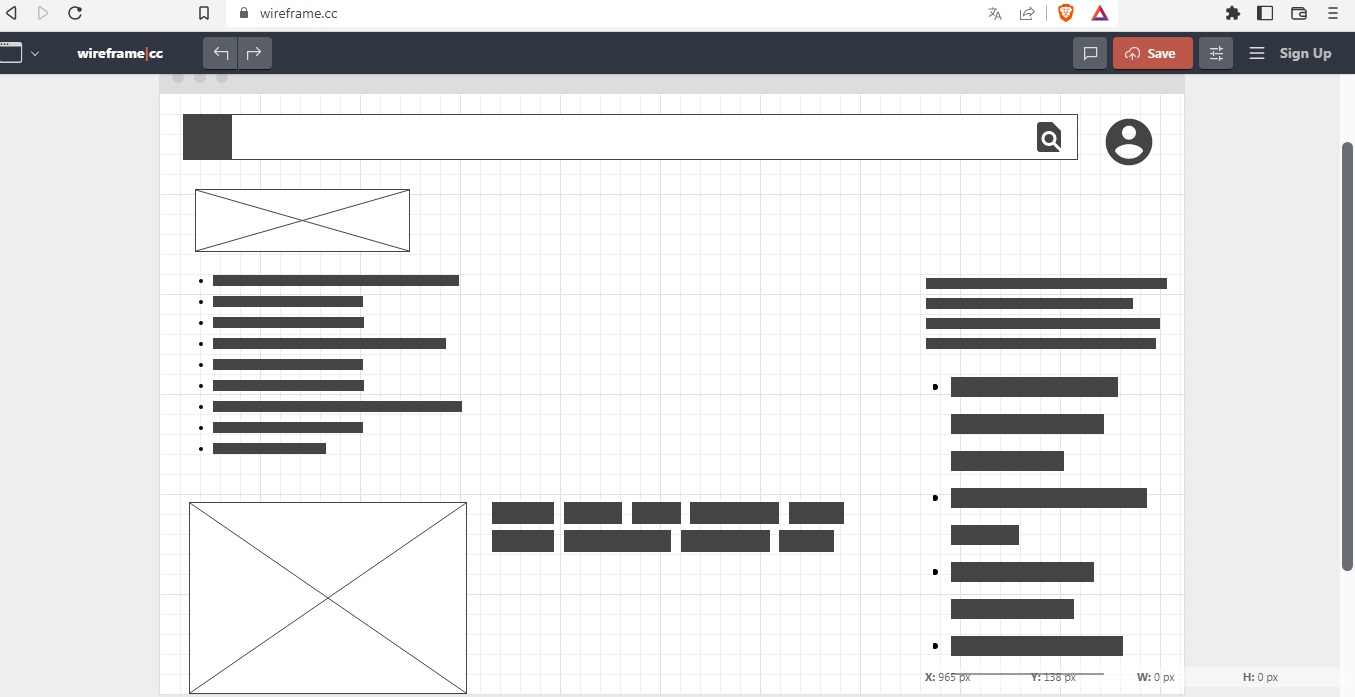 wireframe.cc
wireframe|cc
Save
Sign Up
X: 965 px Y: 138 px W: 0 px H: 0 px